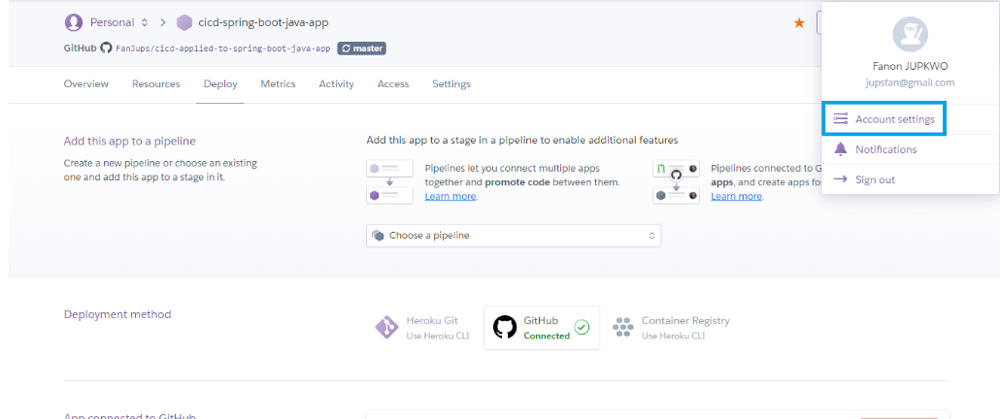 Personal
cicd-spring-boot-java-app
GitHub FanJups/cicd-applied-to-spring-boot-java-app master
Overview Resources Deploy Metrics Activity Access Settings
Fanon JUPKWO
jupsfan@gmail.com
Account settings
Notifications
Sign out
Add this app to a pipeline
Create a new pipeline or choose an existing
one and add this app to a stage in it.
Add this app to a stage in a pipeline to enable additional features
Pipelines let you connect multiple apps
together and promote code between them.
Learn more.
Pipelines connected to G
apps, and create apps fo
Learn more.
Choose a pipeline
Deployment method
Heroku Git
Use Heroku CLI
GitHub
Connected
Container Registry
Use Heroku CLI
App connected to GitHub